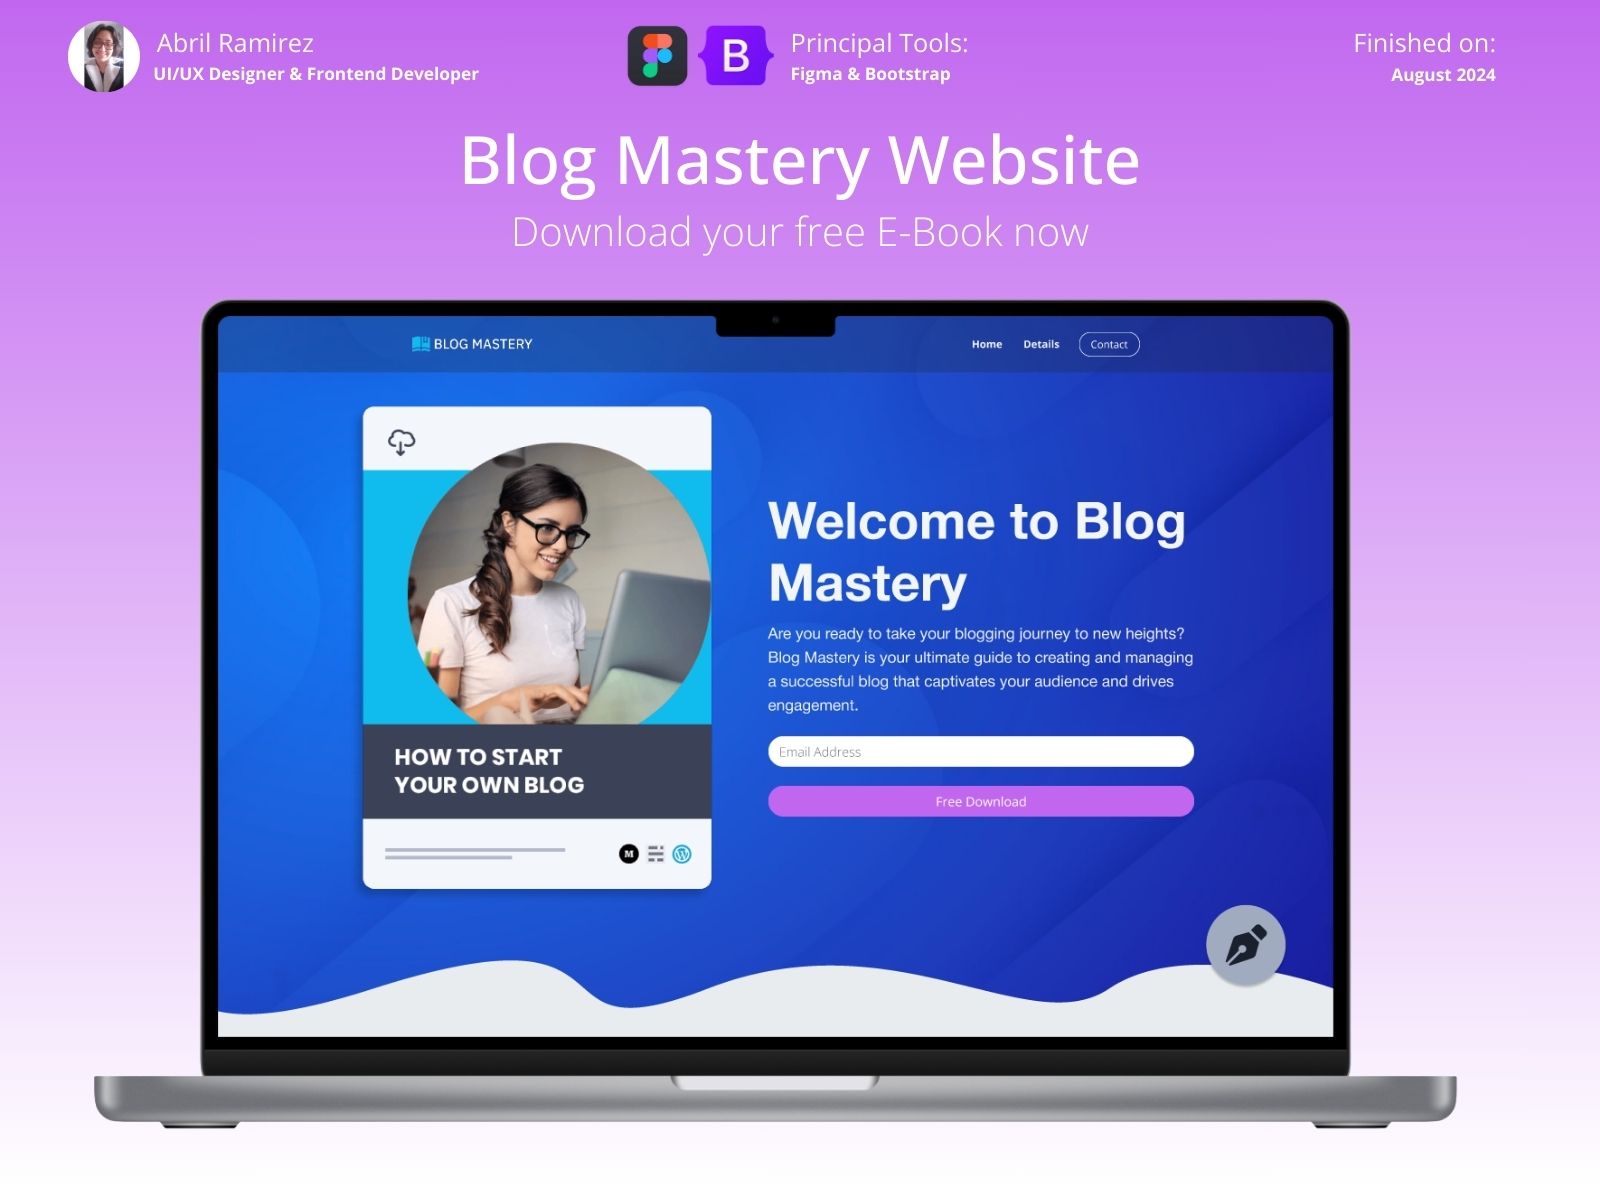 Abril Ramirez
UI/UX Designer & Frontend Developer
B
Principal Tools:
Figma & Bootstrap
Finished on:
August 2024
Blog Mastery Website
Download your free E-Book now
BLOG MASTERY
Home
Details
Contact
HOW TO START
YOUR OWN BLOG
M
W
Welcome to Blog
Mastery
Are you ready to take your blogging journey to new heights?
Blog Mastery is your ultimate guide to creating and managing
a successful blog that captivates your audience and drives
engagement.
Email Address
Free Download